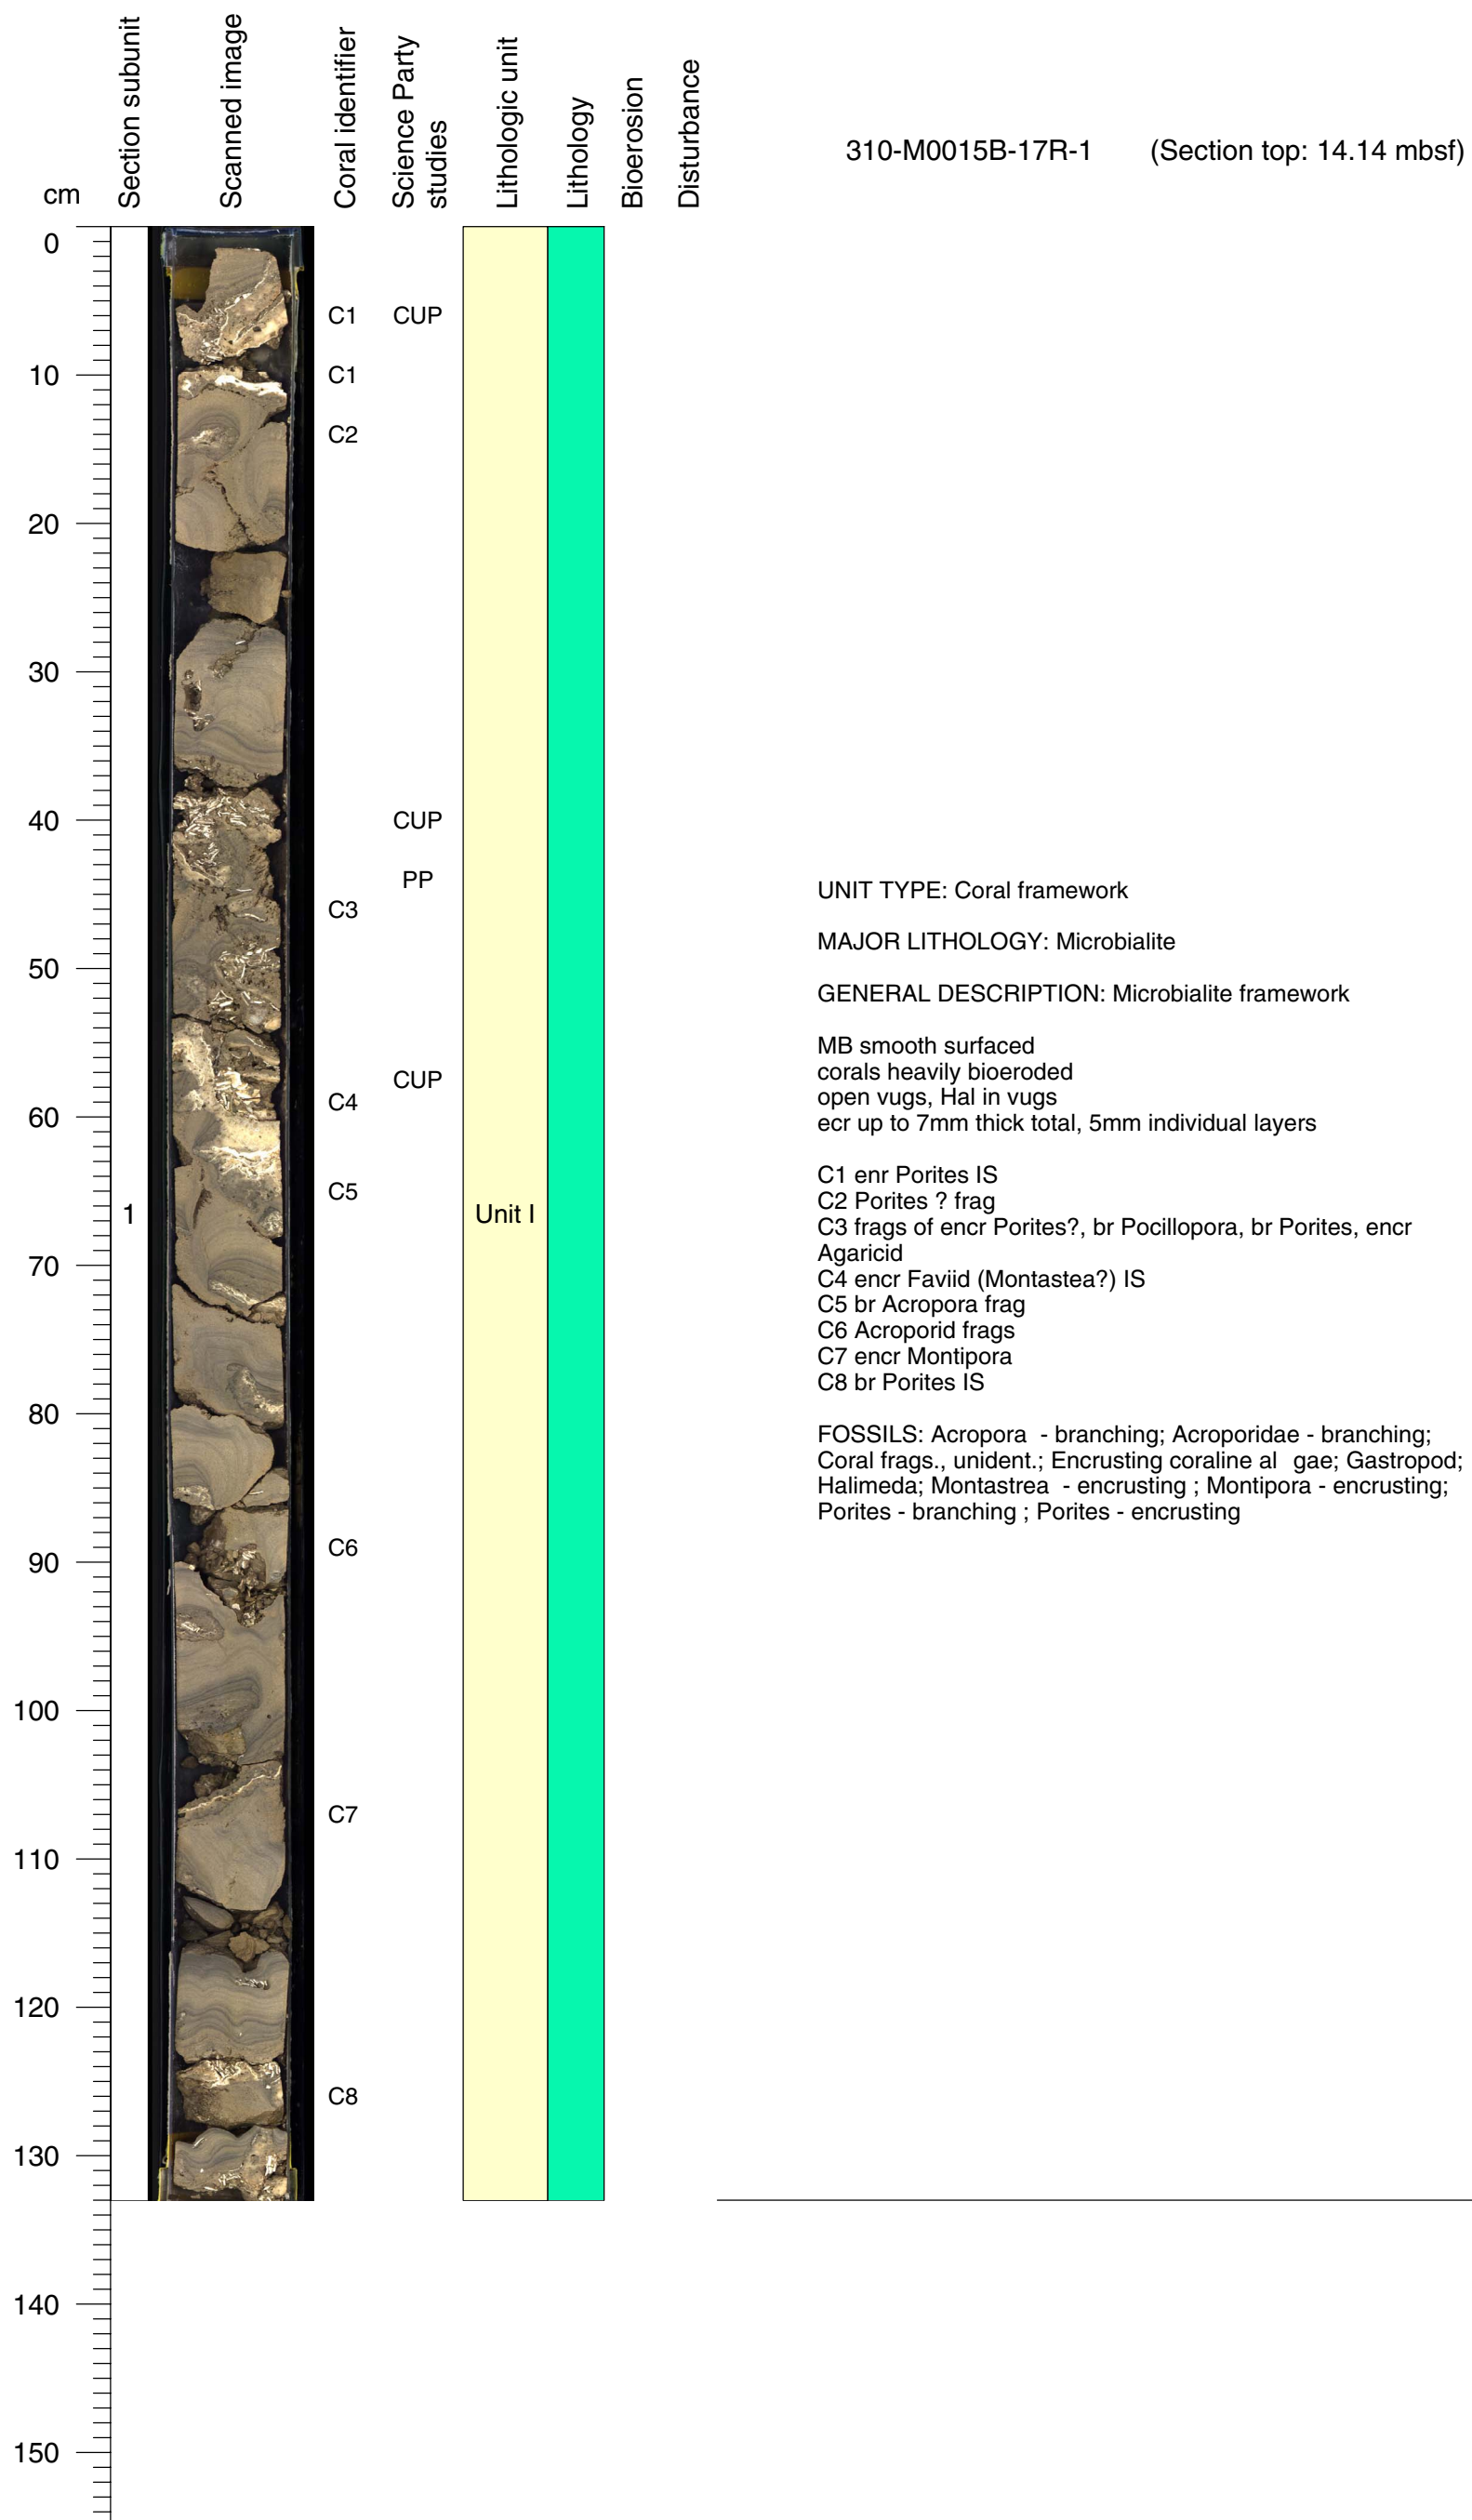 cm
Section subunit
Scanned image
Coral identifier
Science Party
studies
Lithologic unit
Lithology
Bioerosion
Disturbance
310-M0015B-17R-1 (Section top: 14.14 mbsf)
0
C1 CUP
10 C1
C2
20
30
40 CUP
PP
C3
50
CUP
C4
60
C5
1 Unit I
70
80
C6
90
100
C7
110
120
C8
130
140
150
UNIT TYPE: Coral framework
MAJOR LITHOLOGY: Microbialite
GENERAL DESCRIPTION: Microbialite framework
MB smooth surfaced
corals heavily bioeroded
open vugs, Hal in vugs
ecr up to 7mm thick total, 5mm individual layers
C1 enr Porites IS
C2 Porites ? frag
C3 frags of encr Porites?, br Pocillopora, br Porites, encr
Agaricid
C4 encr Faviid (Montastea?) IS
C5 br Acropora frag
C6 Acroporid frags
C7 encr Montipora
C8 br Porites IS
FOSSILS: Acropora - branching; Acroporidae - branching;
Coral frags., unident.; Encrusting coraline al gae; Gastropod;
Halimeda; Montastrea - encrusting ; Montipora - encrusting;
Porites - branching ; Porites - encrusting